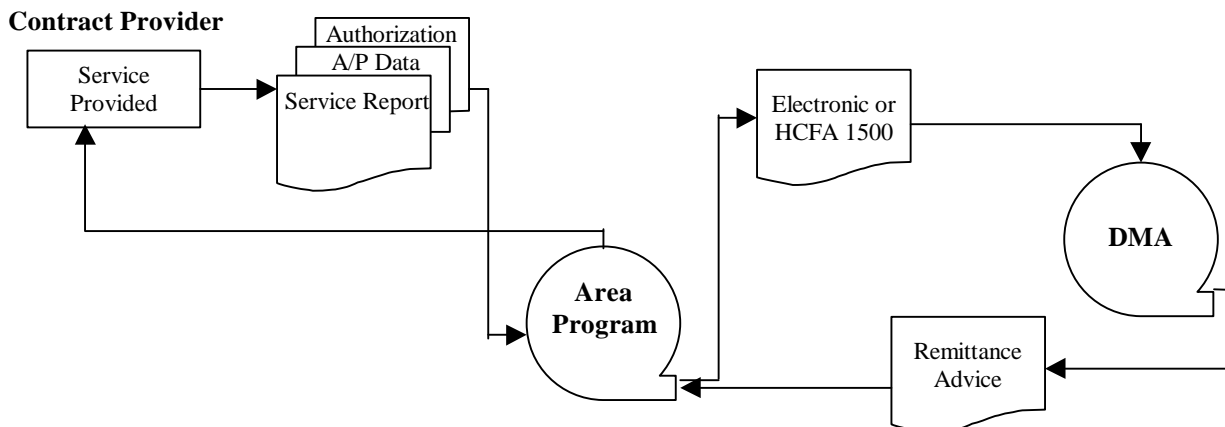 Contract Provider
Service
Provided
Authorization
A/P Data
Service Report
Electronic or
HCFA 1500
DMA
Area
Program
Remittance
Advice